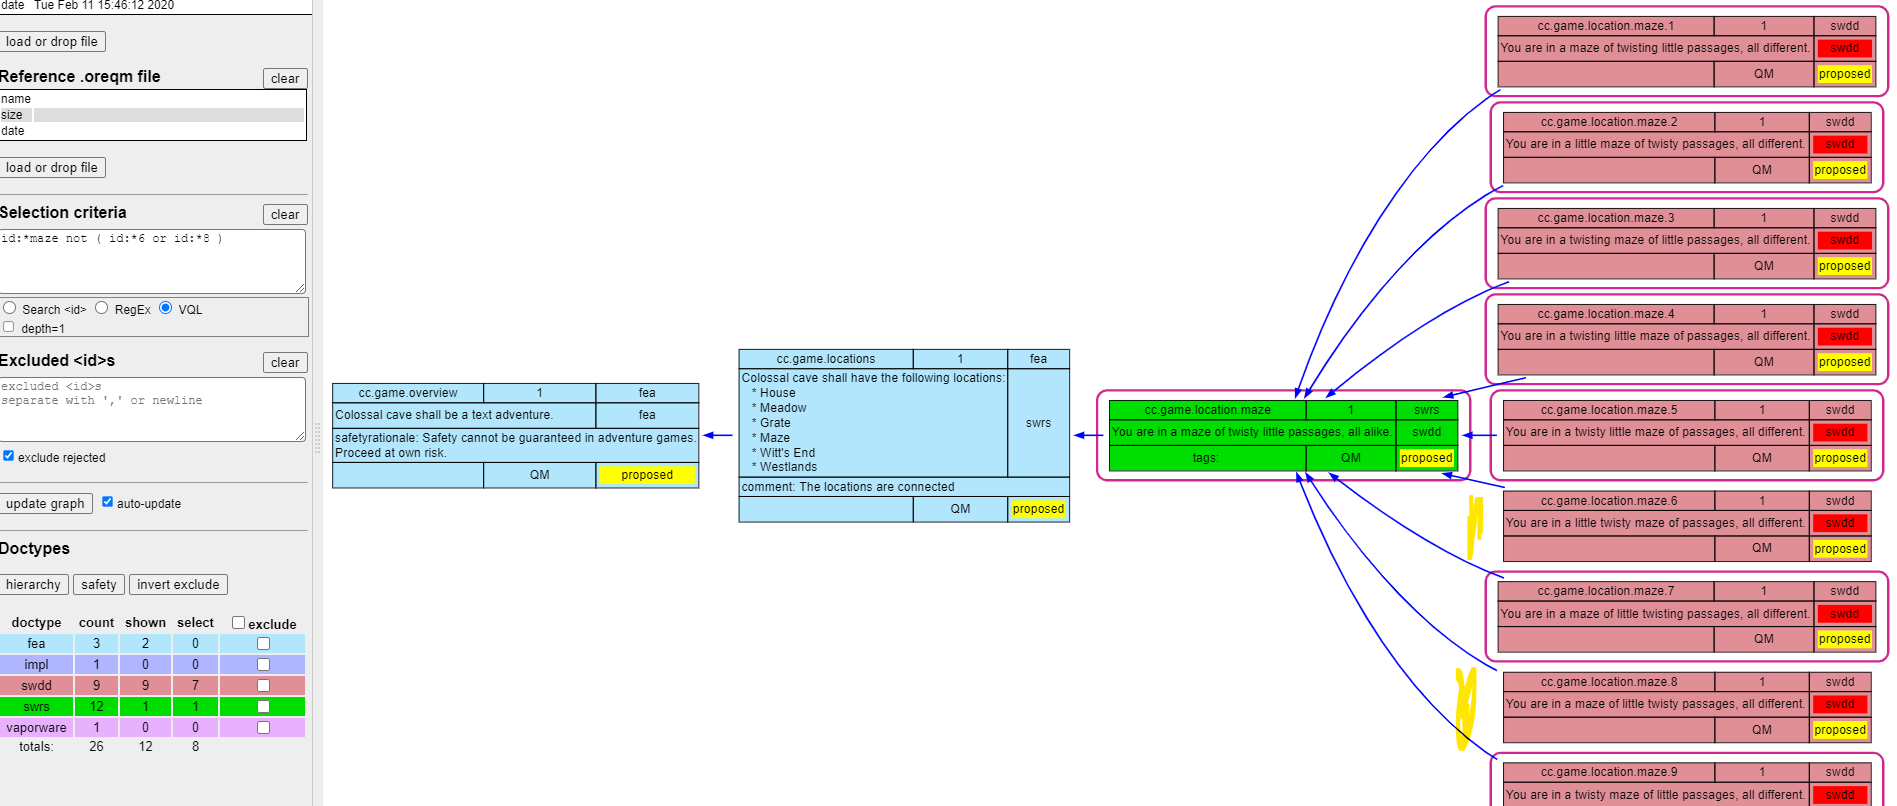 date Tue Feb 11 15:46:12 2020
load or drop file
Reference .oreqm file clear
name
size
date
load or drop file
Selection criteria clear
id:*maze not ( id:*6 or id:*8 )
Search <id> RegEx VQL
depth=1
Excluded <id>s clear
excluded <id>s
separate with ',' or newline
exclude rejected
update graph auto-update
Doctypes
hierarchy safety invert exclude
doctype count shown select exclude
fea 3 2 0
impl 1 0 0
swdd 9 9 7
swrs 12 1 1
vaporware 1 0 0
totals: 26 12 8
cc.game.overview 1 fea
Colossal cave shall be a text adventure. fea
safetyrationale: Safety cannot be guaranteed in adventure games.
Proceed at own risk.
QM proposed
cc.game.locations 1 fea
Colossal cave shall have the following locations:
* House
* Meadow
* Grate
* Maze
* Witt's End
* Westlands
swrs
comment: The locations are connected
QM proposed
cc.game.location.maze 1 swrs
You are in a maze of twisty little passages, all alike. swdd
tags: QM proposed
cc.game.location.maze.1 1 swdd
You are in a maze of twisting little passages, all different. swdd
QM proposed
cc.game.location.maze.2 1 swdd
You are in a little maze of twisty passages, all different. swdd
QM proposed
cc.game.location.maze.3 1 swdd
You are in a twisting maze of little passages, all different. swdd
QM proposed
cc.game.location.maze.4 1 swdd
You are in a twisting little maze of passages, all different. swdd
QM proposed
cc.game.location.maze.5 1 swdd
You are in a twisty little maze of passages, all different. swdd
QM proposed
cc.game.location.maze.6 1 swdd
You are in a little twisty maze of passages, all different. swdd
QM proposed
cc.game.location.maze.7 1 swdd
You are in a maze of little twisting passages, all different. swdd
QM proposed
cc.game.location.maze.8 1 swdd
You are in a maze of little twisty passages, all different. swdd
QM proposed
cc.game.location.maze.9 1 swdd
You are in a twisty maze of little passages, all different. swdd